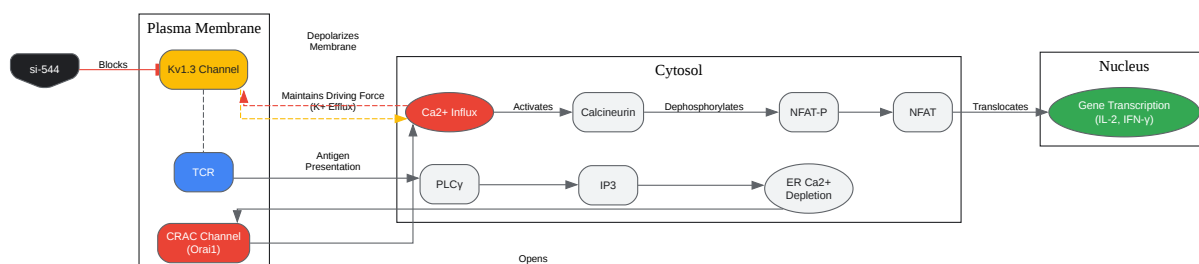 Plasma Membrane
Depolarizes
Membrane
Cytosol
Nucleus
si-544
Blocks
Kv1.3 Channel
Maintains Driving Force
(K+ Efflux)
Ca2+ Influx
Activates
Calcineurin
Dephosphorylates
NFAT-P
NFAT
Translocates
Gene Transcription
(IL-2, IFN-γ)
TCR
Antigen
Presentation
PLCγ
IP3
ER Ca2+
Depletion
CRAC Channel
(Orai1)
Opens